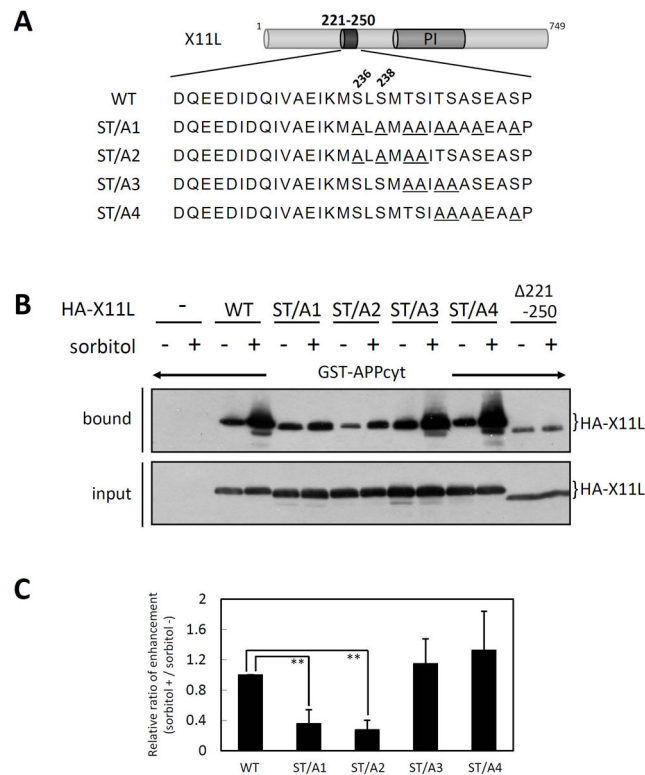 A
221-250
1
749
X11L
PI
236
238
WT DQEEDIDQIVAEIKMSLSMTSITSASEASP
ST/A1 DQEEDIDQIVAEIKMALAMAAIAAAAEAAP
ST/A2 DQEEDIDQIVAEIKMALAMAAITSASEASP
ST/A3 DQEEDIDQIVAEIKMSLSMAAIAASEASP
ST/A4 DQEEDIDQIVAEIKMSLSMTSIAAAAEAAP
B
HA-X11L - WT ST/A1 ST/A2 ST/A3 ST/A4 Δ221
-250
sorbitol - + - + - + - + - + - + - +
GST-APPcyt
bound }HA-X11L
input }HA-X11L
C
Relative ratio of enhancement
(sorbitol + / sorbitol -)
2
1.6
1.2
0.8
0.4
0
**
**
WT ST/A1 ST/A2 ST/A3 ST/A4